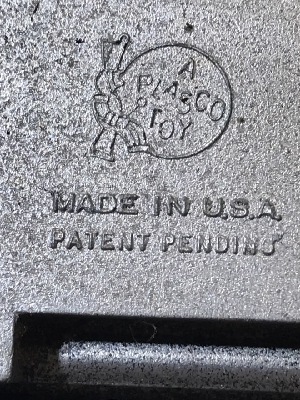 A
PLASCO
TOY
MADE IN U.S.A.
PATENT PENDING